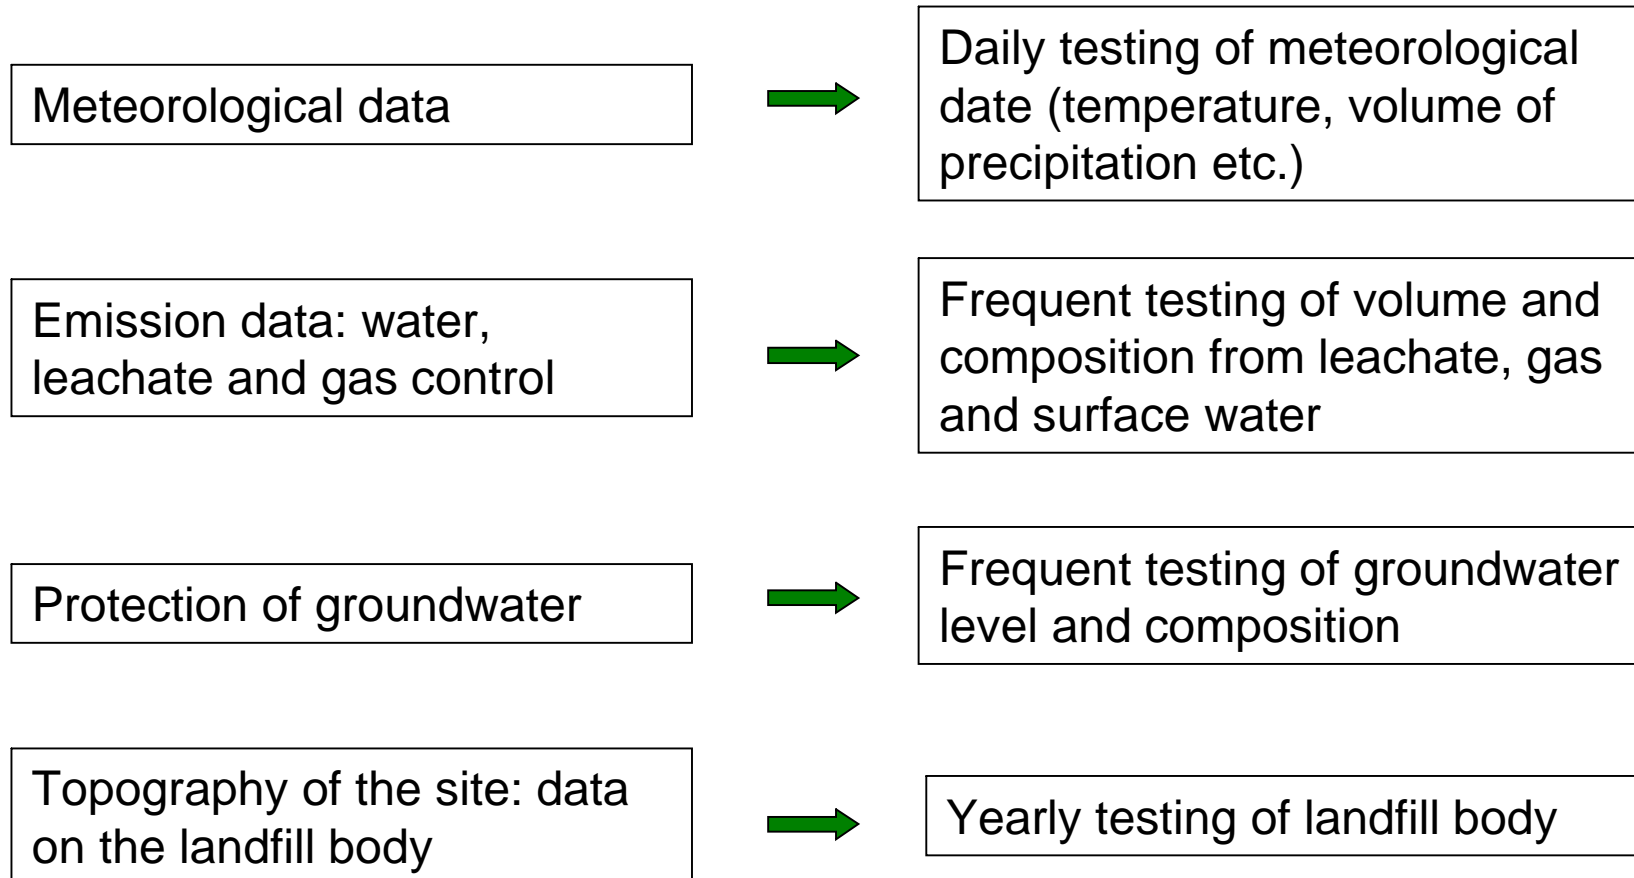 Meteorological data
Daily testing of meteorological
date (temperature, volume of
precipitation etc.)
Emission data: water,
leachate and gas control
Frequent testing of volume and
composition from leachate, gas
and surface water
Protection of groundwater
Frequent testing of groundwater
level and composition
Topography of the site: data
on the landfill body
Yearly testing of landfill body